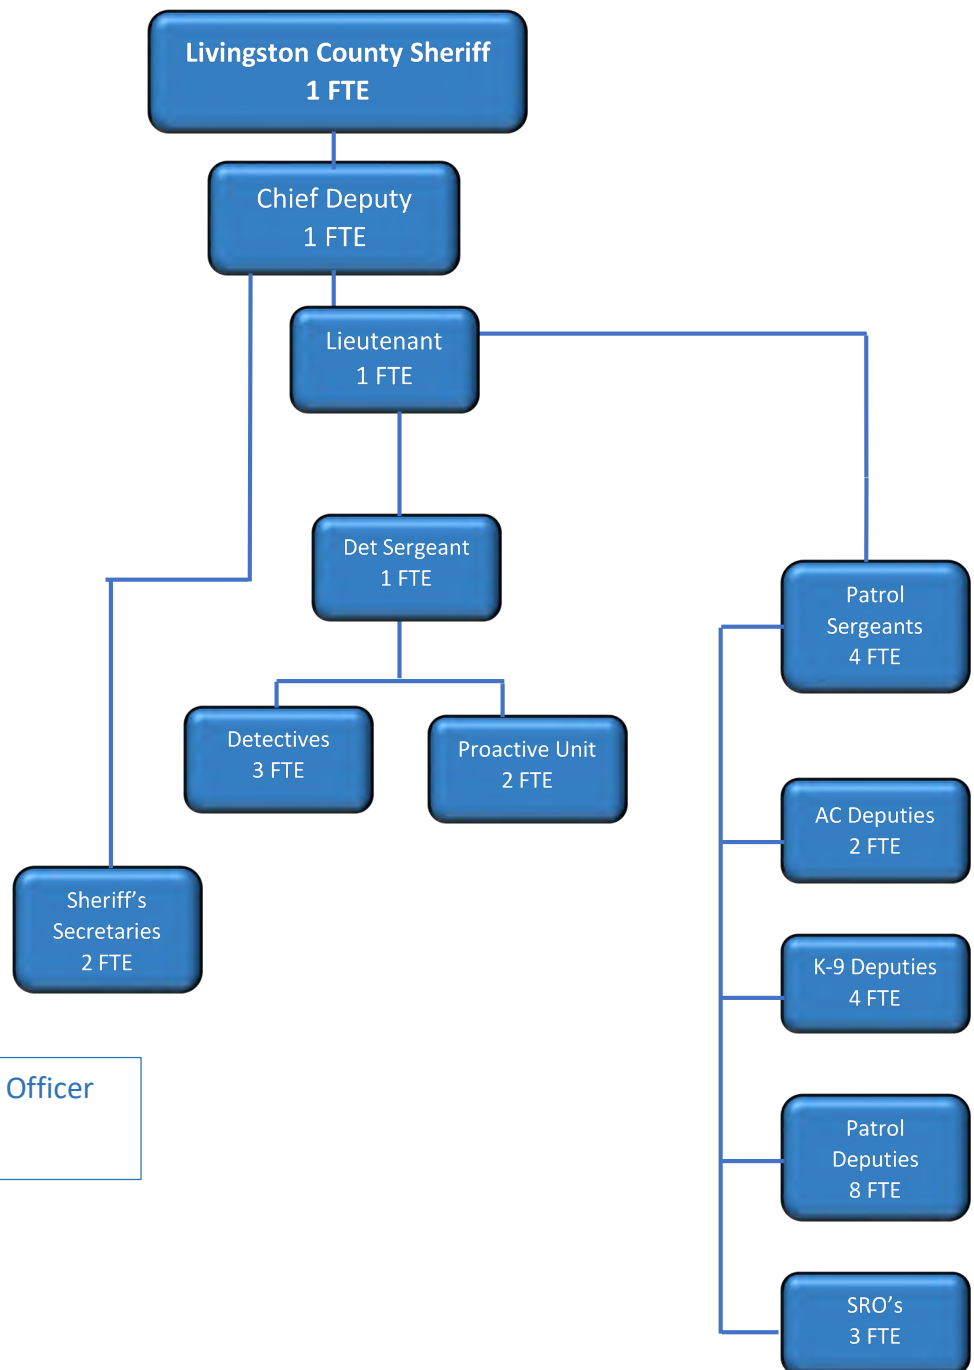 Livingston County Sheriff
1 FTE
Chief Deputy
1 FTE
Lieutenant
1 FTE
Det Sergeant
1 FTE
Patrol
Sergeants
4 FTE
Detectives
3 FTE
Proactive Unit
2 FTE
AC Deputies
2 FTE
Sheriff’s
Secretaries
2 FTE
K-9 Deputies
4 FTE
Officer
Patrol
Deputies
8 FTE
SRO’s
3 FTE